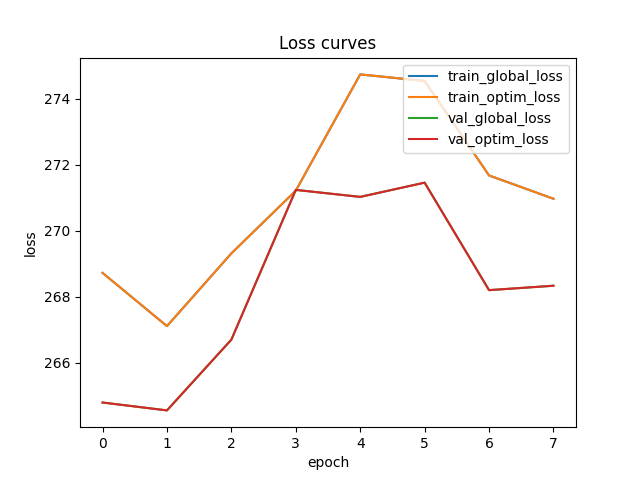 Loss curves
train_global_loss
train_optim_loss
val_global_loss
val_optim_loss
274
272
270
268
266
loss
0 1 2 3 4 5 6 7
epoch